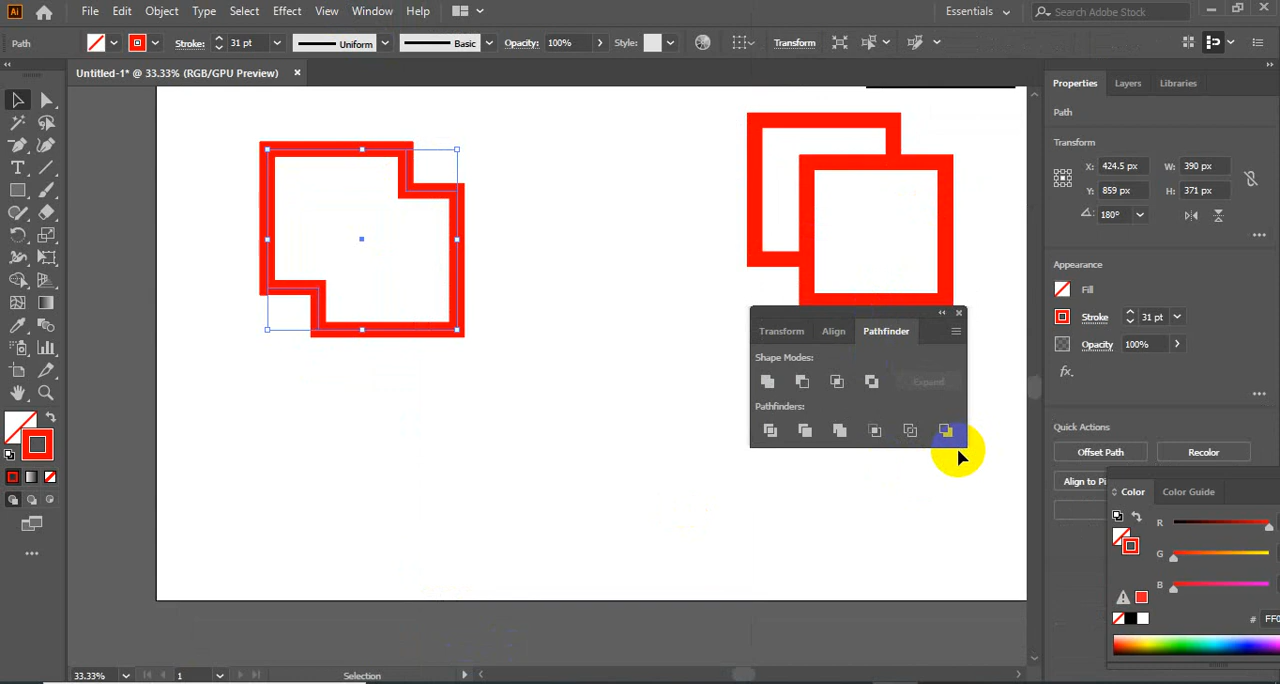 Ai File Edit Object Type Select Effect View Window Help Essentials Search Adobe Stock
Path Stroke: 31 pt Uniform Basic Opacity: 100% Style: Transform
Untitled-1* @ 33.33% (RGB/GPU Preview)
Properties Layers Libraries
Path
Transform
X: 424.5 px W: 390 px
Y: 859 px H: 371 px
180°
Appearance
Fill
Stroke 31 pt
Opacity 100%
fx.
Transform Align Pathfinder
Shape Modes:
Expand
Pathfinders:
Quick Actions
Offset Path Recolor
Align to Pi
Color Color Guide
R
G
B
# FF0
33.33% 1 Selection